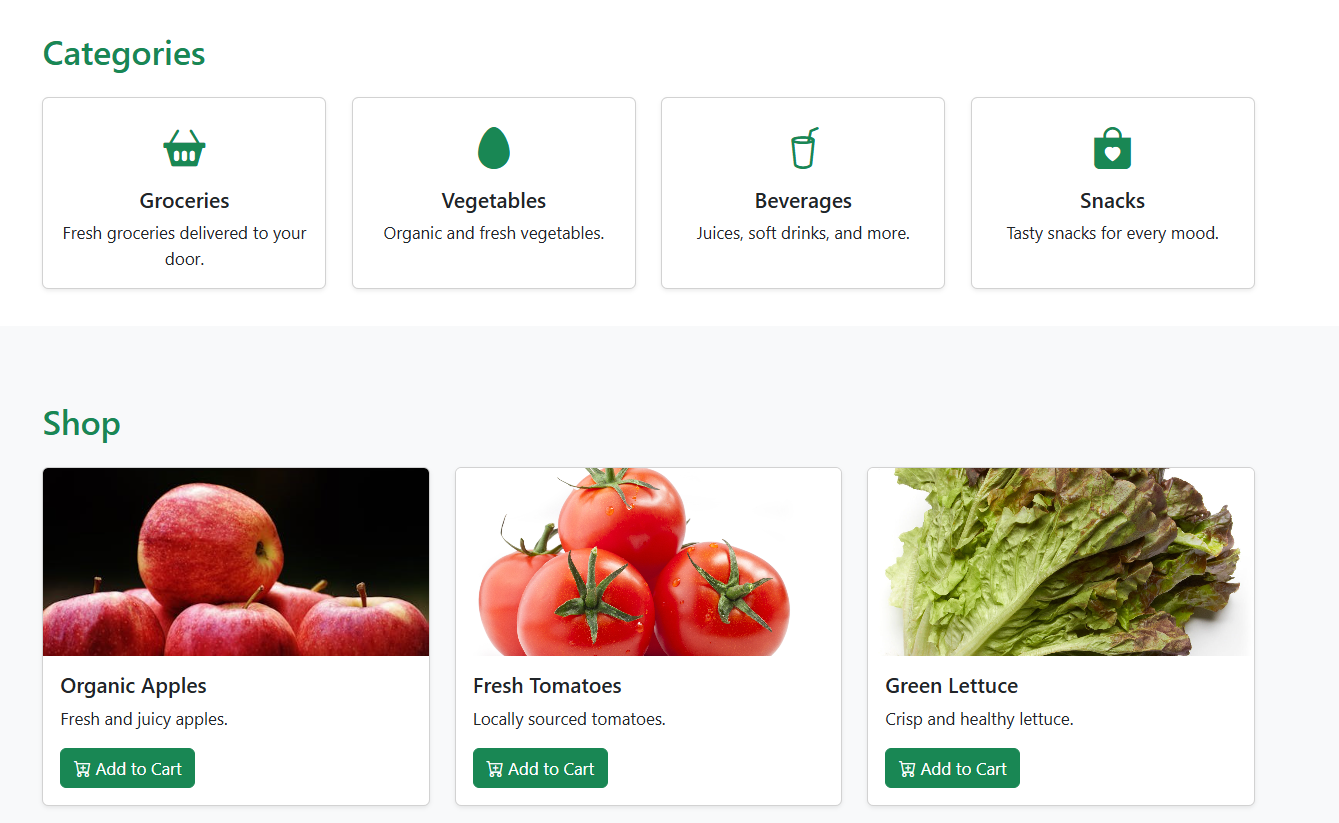 Categories
Groceries
Fresh groceries delivered to your
door.
Vegetables
Organic and fresh vegetables.
Beverages
Juices, soft drinks, and more.
Snacks
Tasty snacks for every mood.
Shop
Organic Apples
Fresh and juicy apples.
Add to Cart
Fresh Tomatoes
Locally sourced tomatoes.
Add to Cart
Green Lettuce
Crisp and healthy lettuce.
Add to Cart